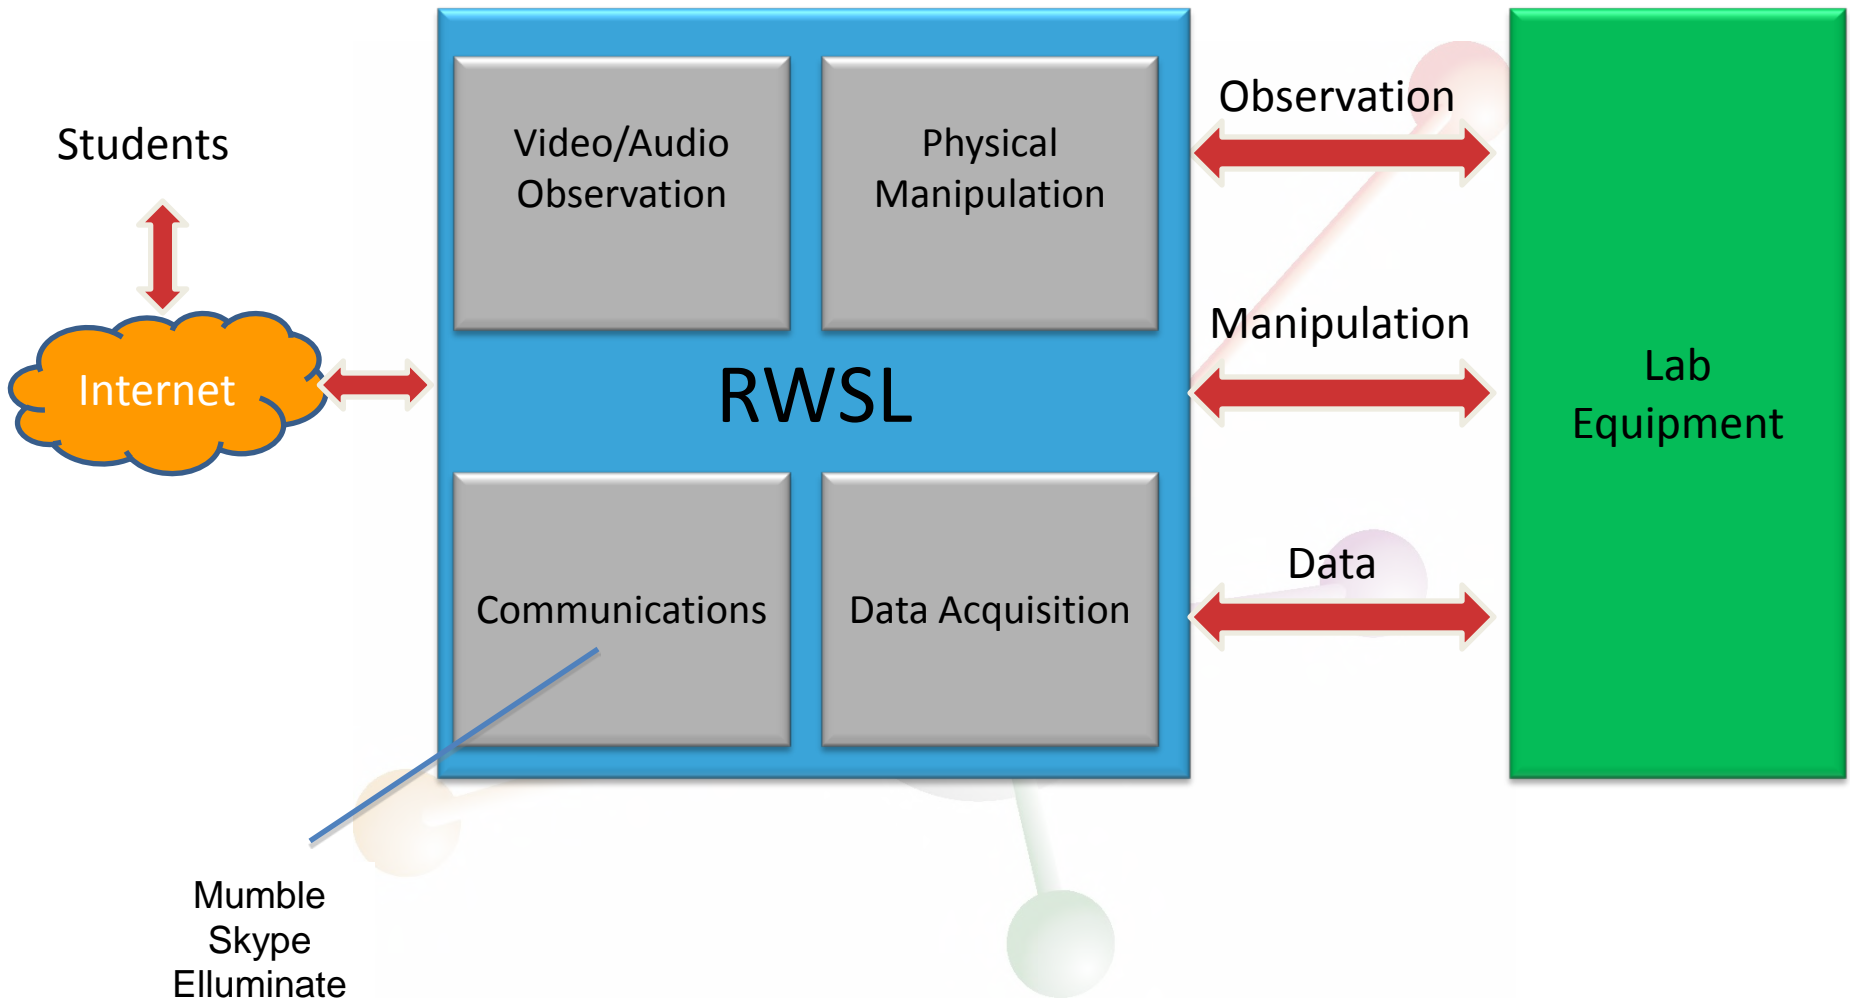 Students
Internet
Video/Audio
Observation
Physical
Manipulation
RWSL
Communications
Data Acquisition
Observation
Manipulation
Data
Lab
Equipment
Mumble
Skype
Elluminate